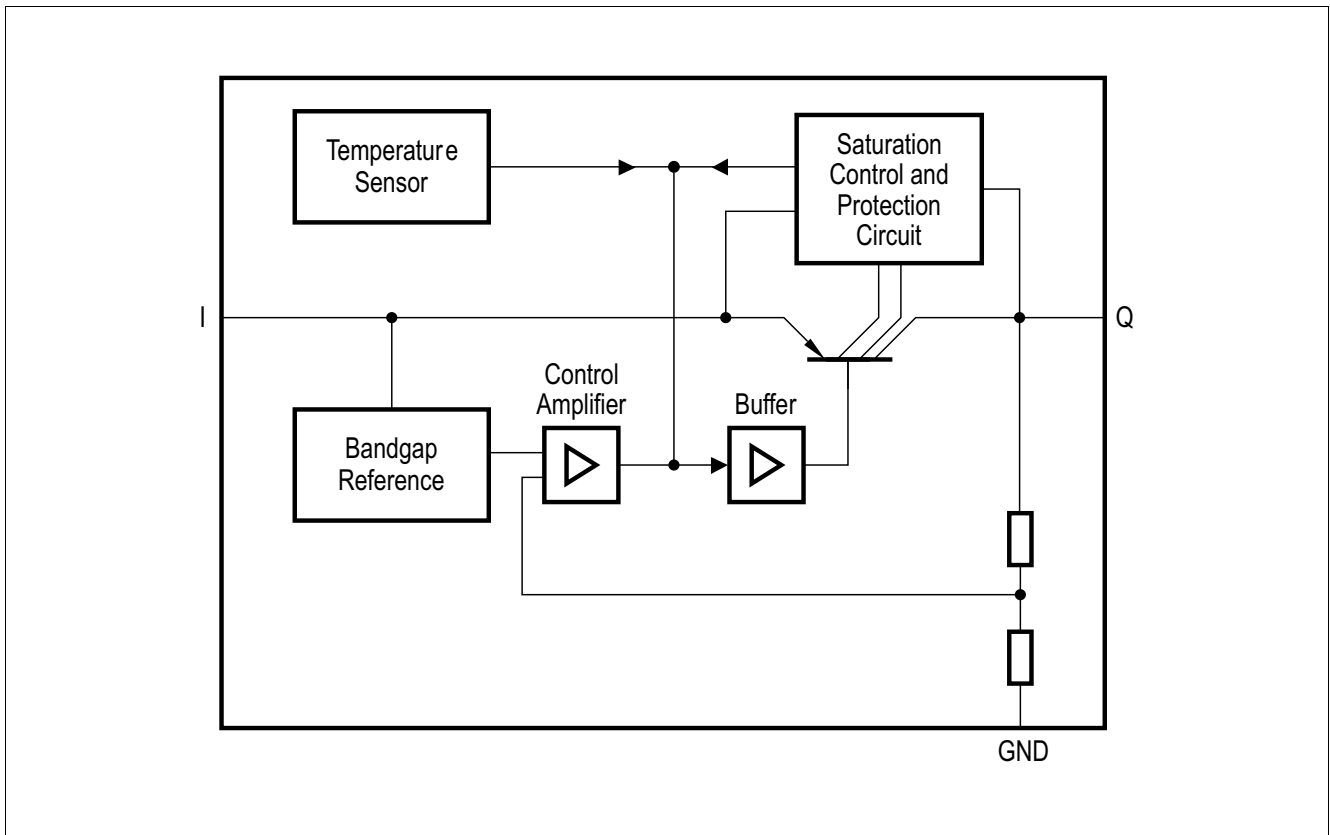 Temperature
Sensor
Saturation
Control and
Protection
Circuit
I
Q
Control
Amplifier
Buffer
Bandgap
Reference
GND